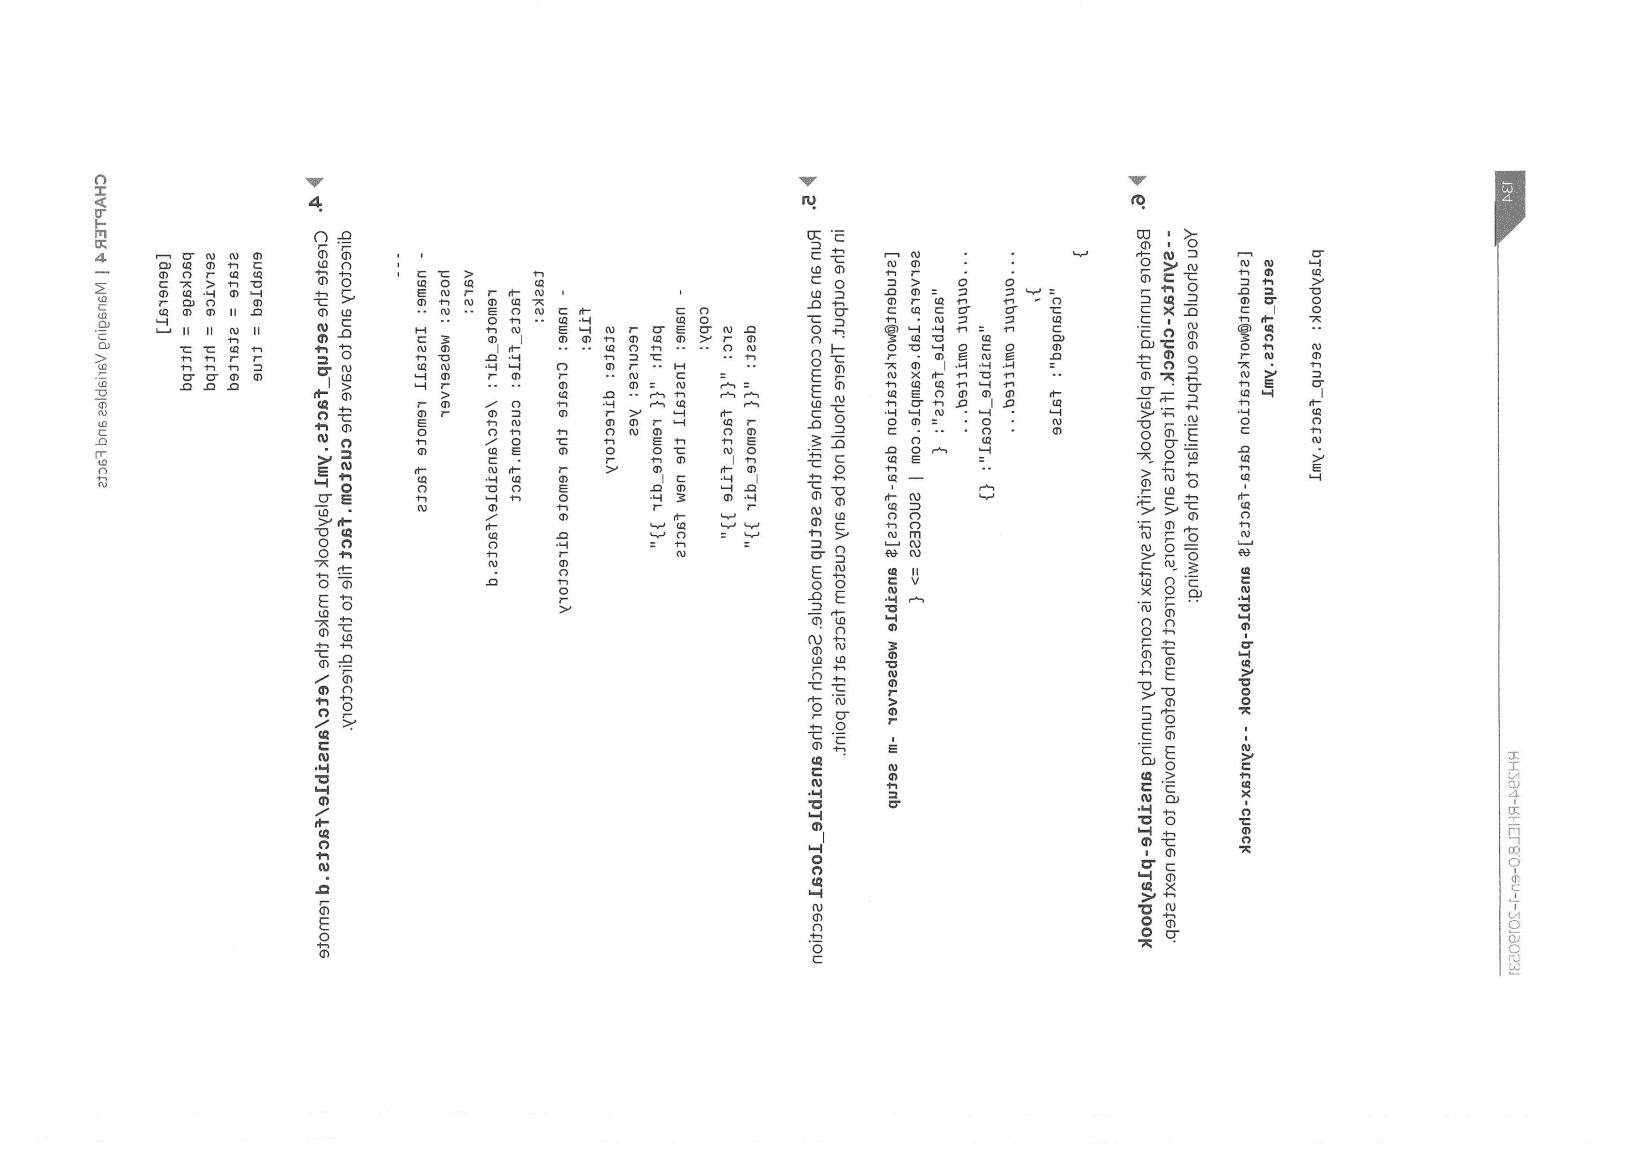 CHAPTER 4 | Managing Variables and Facts
[general]
package = httpd
service = httpd
state = started
enabled = true
4. Create the setup_facts.yml playbook to make the /etc/ansible/facts.d remote
directory and to save the custom.fact file to that directory.
---
- name: Install remote facts
hosts: webserver
vars:
remote_dir: /etc/ansible/facts.d
facts_file: custom.fact
tasks:
- name: Create the remote directory
file:
state: directory
recurse: yes
path: "{{ remote_dir }}"
- name: Install the new facts
copy:
src: "{{ facts_file }}"
dest: "{{ remote_dir }}"
5. Run an ad hoc command with the setup module. Search for the ansible_local section
in the output. There should not be any custom facts at this point.
[student@workstation data-facts]$ ansible webserver -m setup
servera.lab.example.com | SUCCESS => {
"ansible_facts": {
...output omitted...
"ansible_local": {}
...output omitted...
},
"changed": false
}
6. Before running the playbook, verify its syntax is correct by running ansible-playbook
--syntax-check. If it reports any errors, correct them before moving to the next step.
You should see output similar to the following:
[student@workstation data-facts]$ ansible-playbook --syntax-check
setup_facts.yml
playbook: setup_facts.yml
134
RH294-RHEL8.0-en-1-20190531